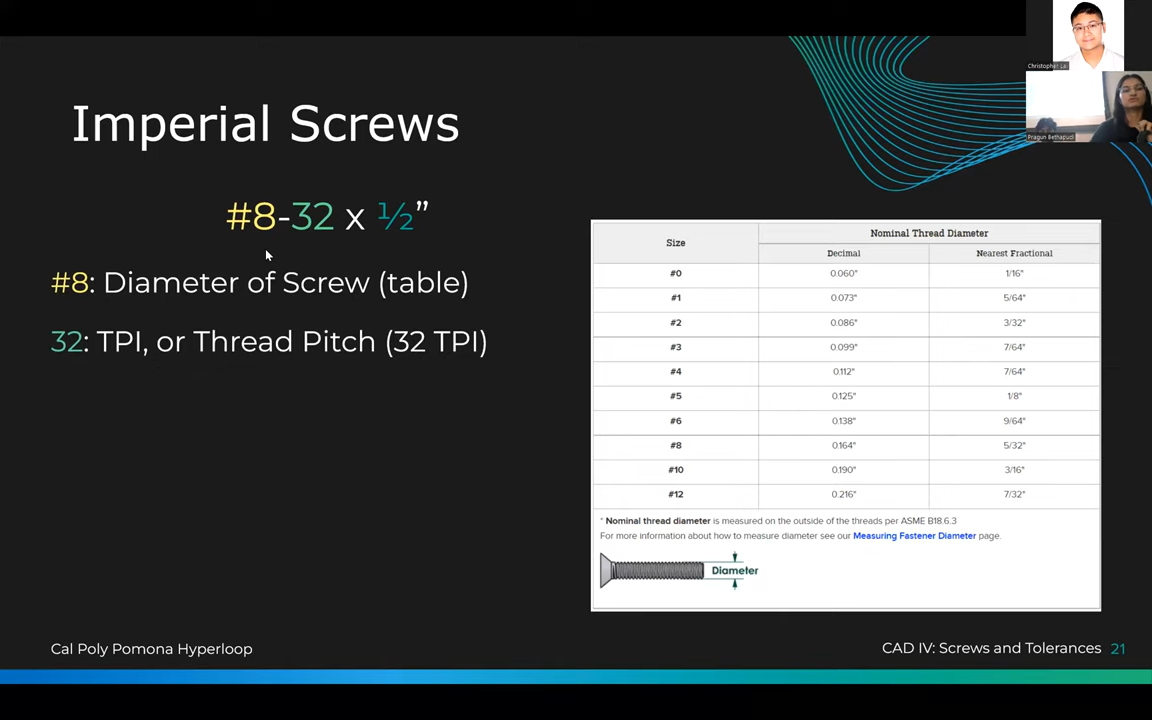 Christopher La
Pragun Bethapudi
Imperial Screws
#8-32 x ½”
#8: Diameter of Screw (table)
32: TPI, or Thread Pitch (32 TPI)
Size Nominal Thread Diameter
Decimal Nearest Fractional
#0 0.060" 1/16"
#1 0.073" 5/64"
#2 0.086" 3/32"
#3 0.099" 7/64"
#4 0.112" 7/64"
#5 0.125" 1/8"
#6 0.138" 9/64"
#8 0.164" 5/32"
#10 0.190" 3/16"
#12 0.216" 7/32"
* Nominal thread diameter is measured on the outside of the threads per ASME B18.6.3
For more information about how to measure diameter see our Measuring Fastener Diameter page.
Diameter
Cal Poly Pomona Hyperloop
CAD IV: Screws and Tolerances 21